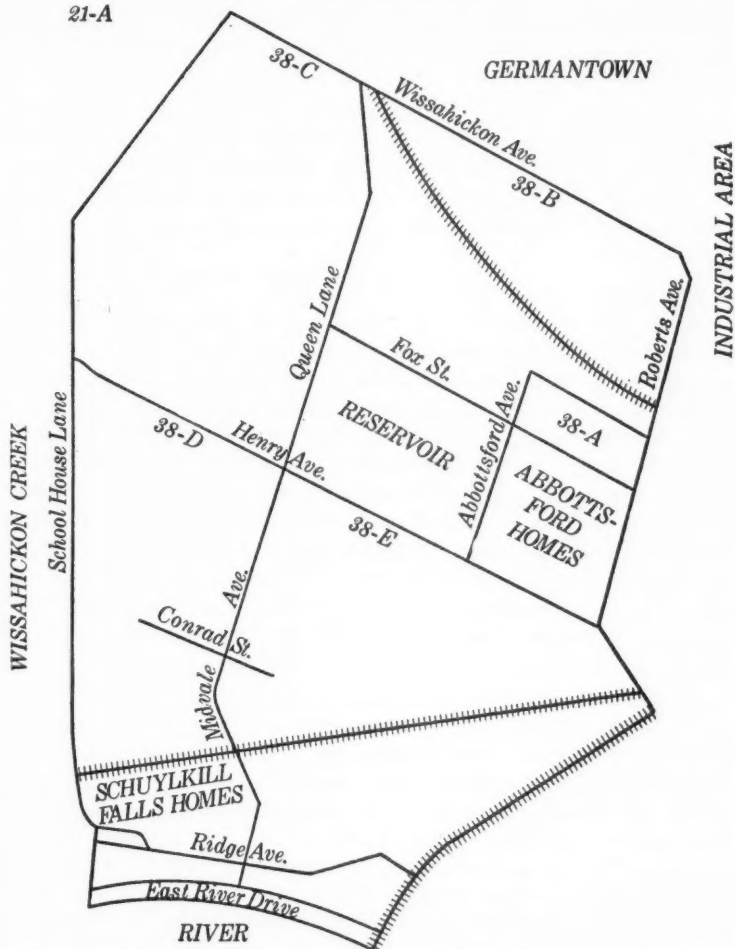 21-A
38-C
GERMANTOWN
Wissahickon Ave.
38-B
INDUSTRIAL AREA
Roberts Ave.
Queen Lane
Fox St.
Abbottsford Ave.
38-A
RESERVOIR
ABBOTTS-
FORD
HOMES
38-D
Henry Ave.
38-E
WISSAHICKON CREEK
School House Lane
Conrad St.
Midvale Ave.
SCHUYLKILL
FALLS HOMES
Ridge Ave.
East River Drive
RIVER